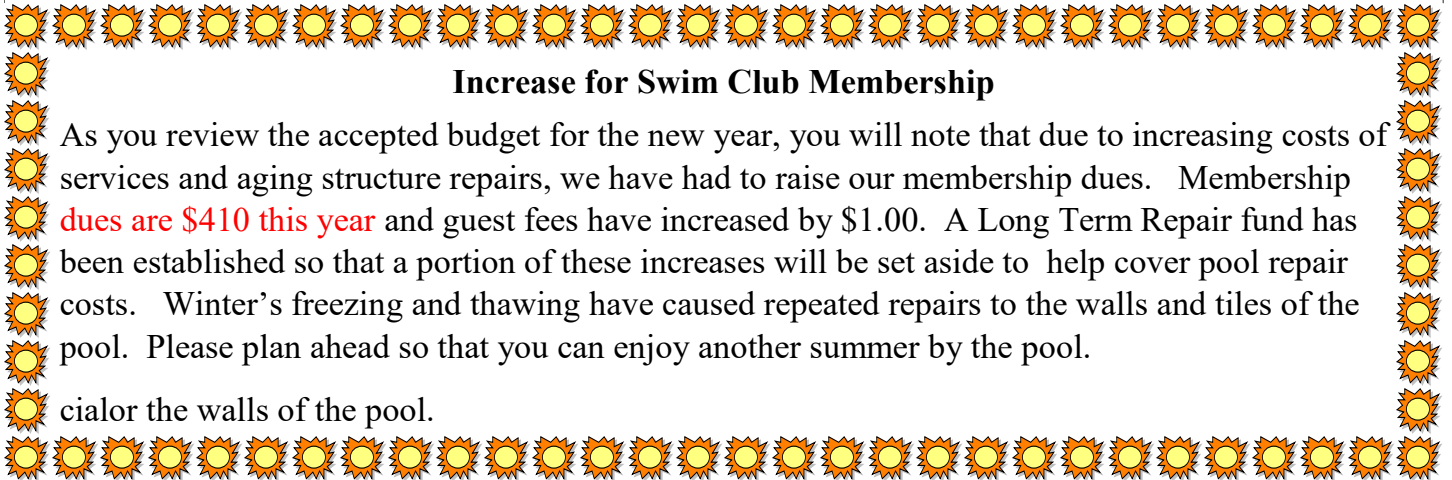 Increase for Swim Club Membership
As you review the accepted budget for the new year, you will note that due to increasing costs of
services and aging structure repairs, we have had to raise our membership dues.   Membership
dues are $410 this year and guest fees have increased by $1.00.  A Long Term Repair fund has
been established so that a portion of these increases will be set aside to  help cover pool repair
costs.   Winter’s freezing and thawing have caused repeated repairs to the walls and tiles of the
pool.  Please plan ahead so that you can enjoy another summer by the pool.
cialor the walls of the pool.